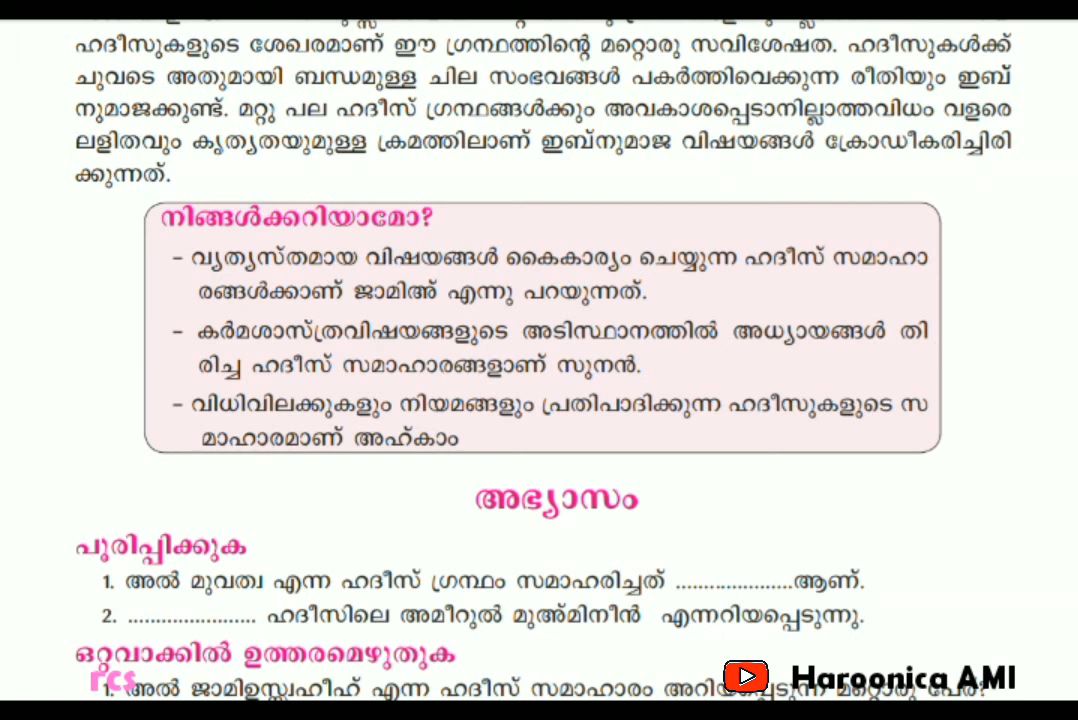 ഹദീസുകളുടെ ശേഖരമാണ് ഈ ഗ്രന്ഥത്തിന്റെ മറ്റൊരു സവിശേഷത. ഹദീസുകൾക്ക്
ചുവടെ അതുമായി ബന്ധമുള്ള ചില സംഭവങ്ങൾ പകർത്തിവെക്കുന്ന രീതിയും ഇബ്
നുമാജക്കുണ്ട്. മറ്റു പല ഹദീസ് ഗ്രന്ഥങ്ങൾക്കും അവകാശപ്പെടാനില്ലാത്തവിധം വളരെ
ലളിതവും കൃത്യതയുമുള്ള ക്രമത്തിലാണ് ഇബ്നുമാജ വിഷയങ്ങൾ ക്രോഡീകരിച്ചിരി
ക്കുന്നത്.
നിങ്ങൾക്കറിയാമോ?
- വ്യത്യസ്തമായ വിഷയങ്ങൾ കൈകാര്യം ചെയ്യുന്ന ഹദീസ് സമാഹാ
രങ്ങൾക്കാണ് ജാമിഅ് എന്നു പറയുന്നത്.
- കർമശാസ്ത്രവിഷയങ്ങളുടെ അടിസ്ഥാനത്തിൽ അധ്യായങ്ങൾ തി
രിച്ച ഹദീസ് സമാഹാരങ്ങളാണ് സുനൻ.
- വിധിവിലക്കുകളും നിയമങ്ങളും പ്രതിപാദിക്കുന്ന ഹദീസുകളുടെ സ
മാഹാരമാണ് അഹ്കാം
അഭ്യാസം
പുരിപ്പിക്കുക
1. അൽ മുവത്വ എന്ന ഹദീസ് ഗ്രന്ഥം സമാഹരിച്ചത് .....................ആണ്.
2. ....................... ഹദീസിലെ അമീറുൽ മുഅ്മിനീൻ എന്നറിയപ്പെടുന്നു.
ഒറ്റവാക്കിൽ ഉത്തരമെഴുതുക
1. അൽ ജാമിഉസ്സ്വഹീഹ് എന്ന ഹദീസ് സമാഹാരം അറിയപ്പെടുന്ന മറ്റൊരു പേര്?
rcs
Haroonica AMI